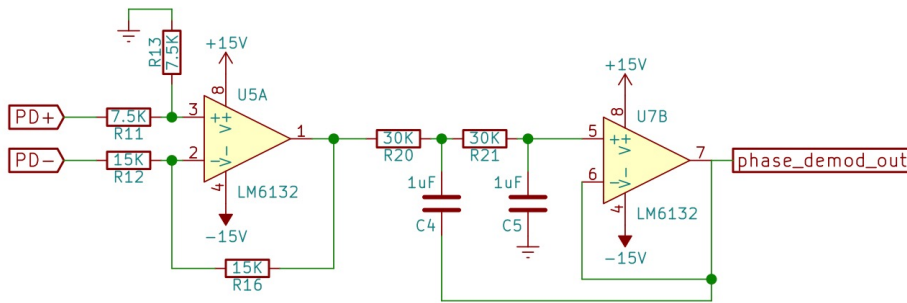 +15V
R13
7.5K
8
U5A
PD+
7.5K
R11
3
+
V+
1
PD-
15K
R12
2
-
V-
4
LM6132
-15V
15K
R16
30K
R20
30K
R21
1uF
C4
1uF
C5
+15V
8
U7B
5
+
V+
7
6
-
V-
4
LM6132
-15V
phase_demod_out